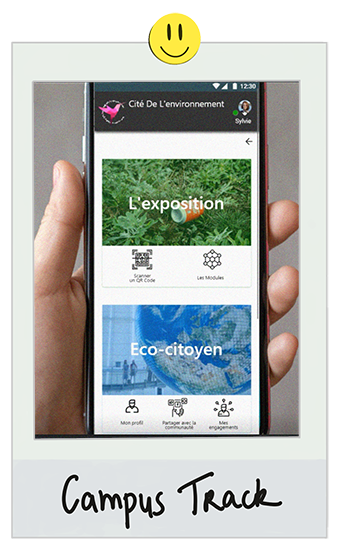 12:30
Cité De L'environnement
Sylvie
L'exposition
Scanner
un QR Code
Les Modules
Eco-citoyen
Mon profil
Partager avec la
communauté
Mes
engagements
Campus Track